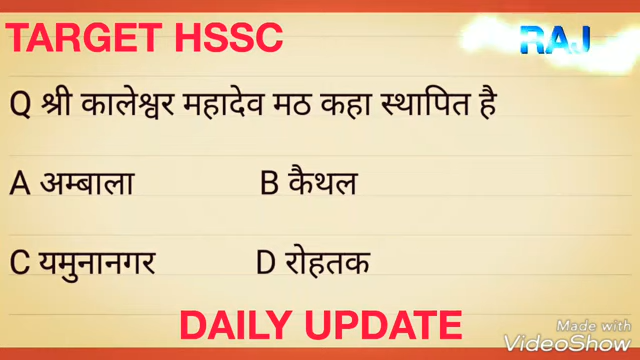 TARGET HSSC
RAJ
Q श्री कालेश्वर महादेव मठ कहा स्थापित है
A अम्बाला B कैथल
C यमुनानगर D रोहतक
DAILY UPDATE
Made with
VideoShow